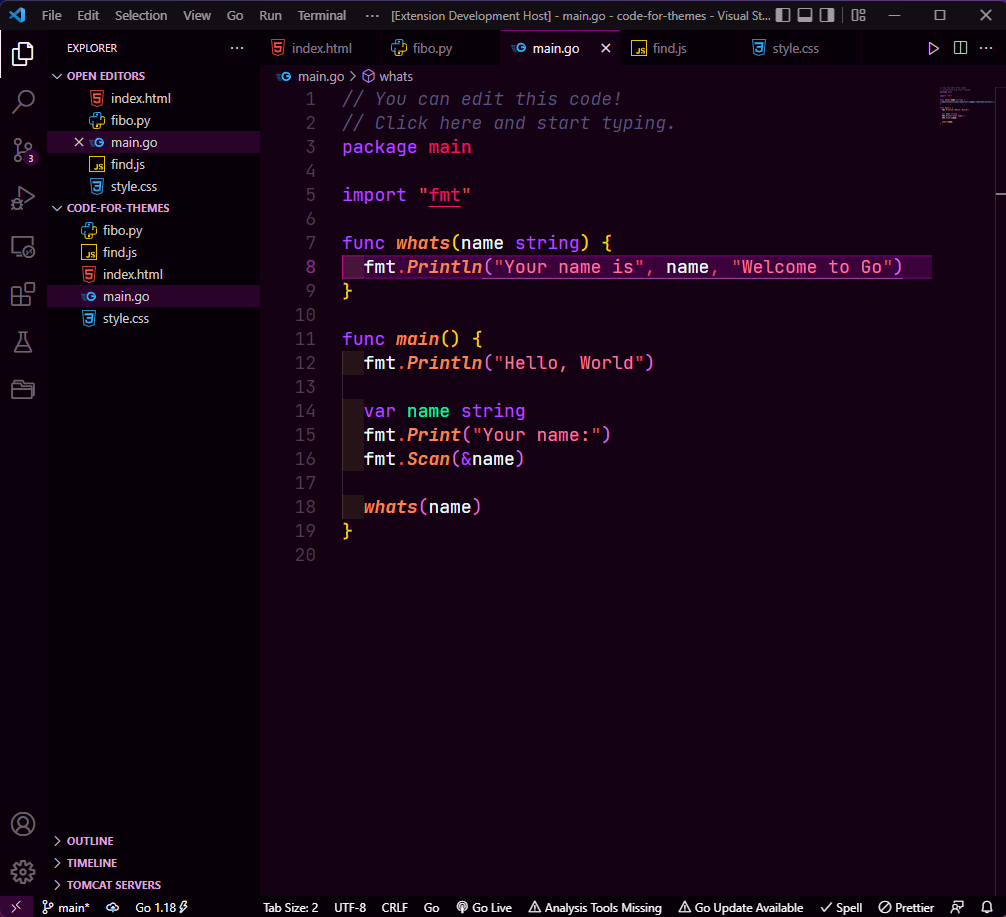 File Edit Selection View Go Run Terminal ··· [Extension Development Host] - main.go - code-for-themes - Visual St...
EXPLORER ···
OPEN EDITORS
index.html
fibo.py
main.go
find.js
style.css
3
CODE-FOR-THEMES
fibo.py
find.js
index.html
main.go
style.css
OUTLINE
TIMELINE
TOMCAT SERVERS
index.html fibo.py main.go find.js style.css
main.go > whats
1 // You can edit this code!
2 // Click here and start typing.
3 package main
4
5 import "fmt"
6
7 func whats(name string) {
8 fmt.Println("Your name is", name, "Welcome to Go")
9 }
10
11 func main() {
12 fmt.Println("Hello, World")
13
14 var name string
15 fmt.Print("Your name:")
16 fmt.Scan(&name)
17
18 whats(name)
19 }
20
main* Go 1.18 Tab Size: 2 UTF-8 CRLF Go Go Live Analysis Tools Missing Go Update Available Spell Prettier